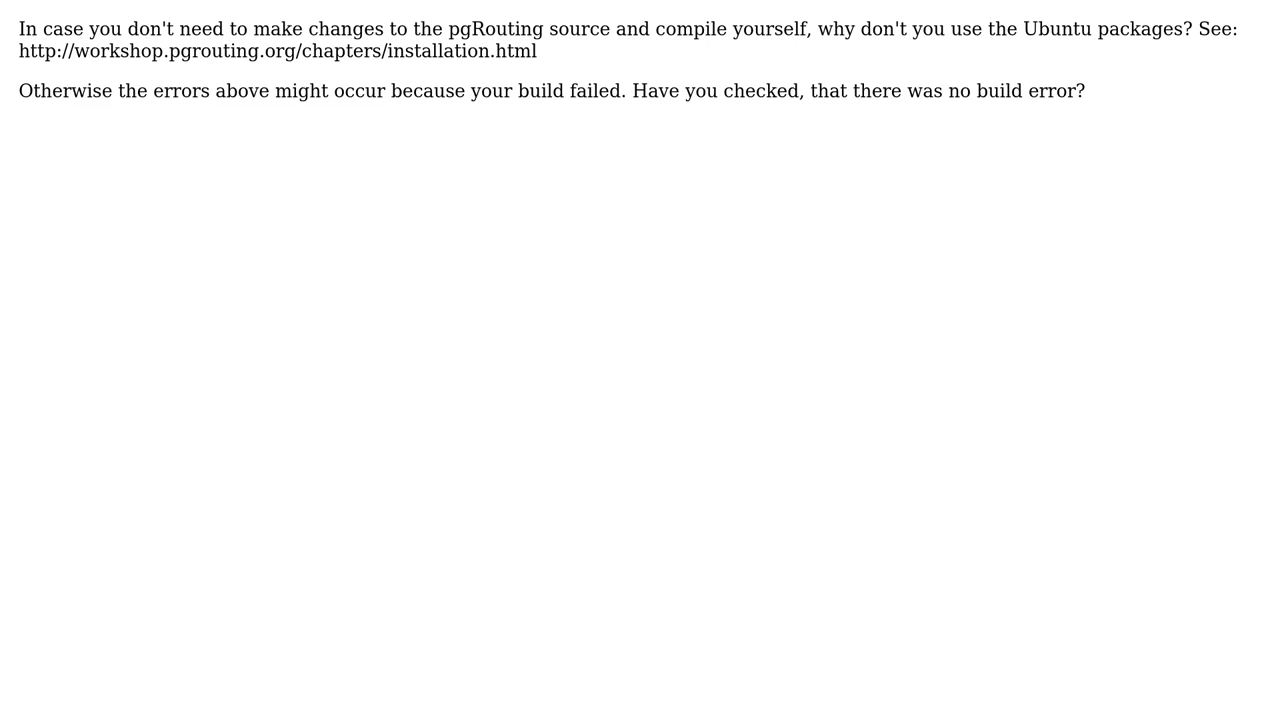 In case you don't need to make changes to the pgRouting source and compile yourself, why don't you use the Ubuntu packages? See:
http://workshop.pgrouting.org/chapters/installation.html
Otherwise the errors above might occur because your build failed. Have you checked, that there was no build error?